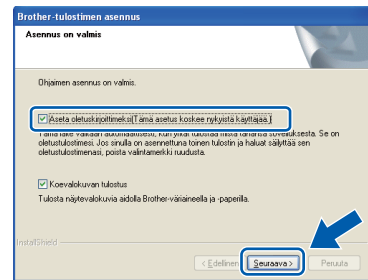 Brother-tulostimen asennus
Asennus on valmis
Ohjaimen asennus on valmis.
Aseta oletuskirjoittimeksi(Tämä asetus koskee nykyistä käyttäjää.)
Tämä tulee voimaan automaattisesti, kun yrität tulostaa mistä tahansa sovelluksesta. Se on
oletustulostimesi. Jos sinulla on asennettuna toinen tulostin ja haluat säilyttää sen
oletustulostimenasi, poista valintamerkki ruudusta.
Koevalokuvan tulostus
Tulosta näytevalokuvia aidolla Brother-väriaineella ja -paperilla.
InstallShield
< Edellinen
Seuraava >
Peruuta